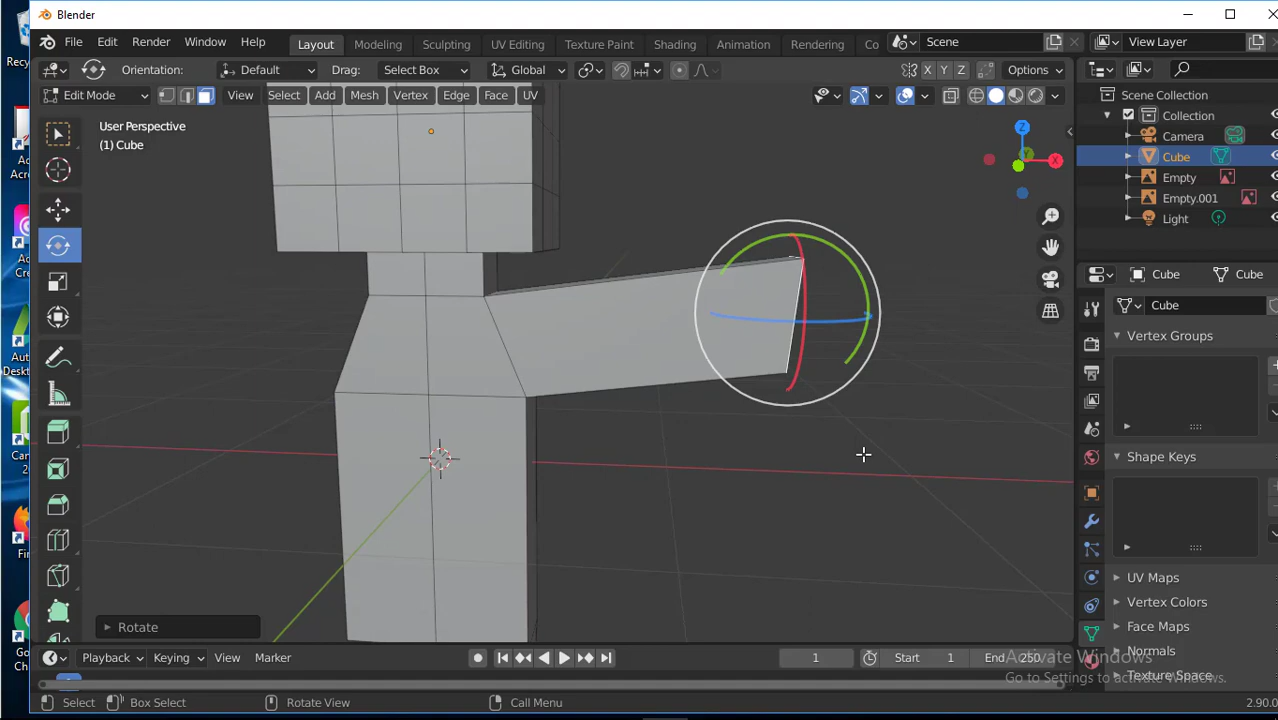 Blender
File Edit Render Window Help Layout Modeling Sculpting UV Editing Texture Paint Shading Animation Rendering Co Scene View Layer
Orientation: Default Drag: Select Box Global X Y Z Options
Edit Mode View Select Add Mesh Vertex Edge Face UV
User Perspective
(1) Cube
Z
X
Scene Collection
Collection
Camera
Cube
Empty
Empty.001
Light
Cube Cube
Cube
Vertex Groups
Shape Keys
UV Maps
Vertex Colors
Face Maps
Normals
Texture Space
Rotate
Playback Keying View Marker 1 Start 1 End 250
Activate Windows
Go to Settings to activate Windows.
Select Box Select Rotate View Call Menu 2.90.0